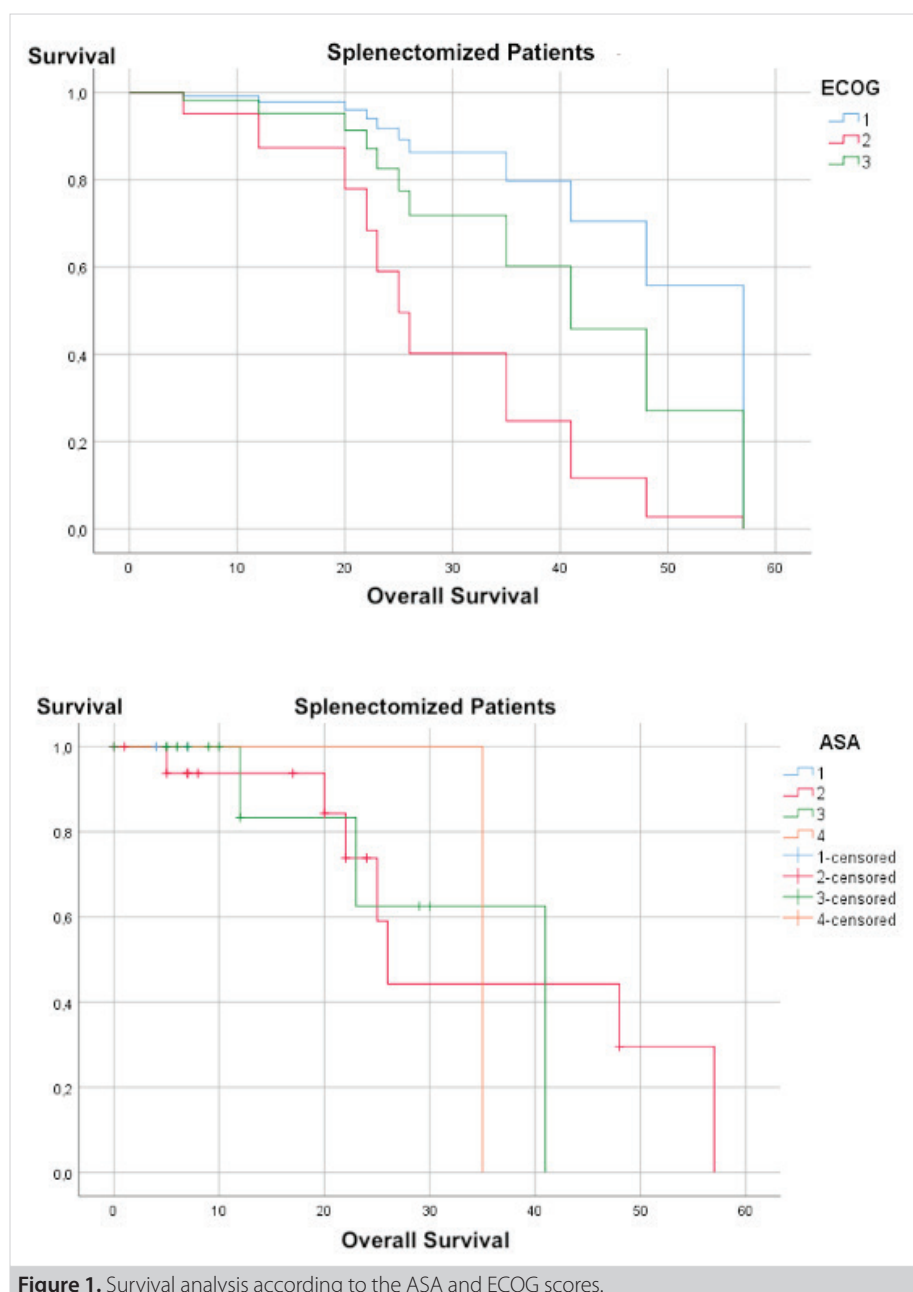 Survival
Splenectomized Patients
ECOG
1
2
3
1,0
0,8
0,6
0,4
0,2
0,0
0 10 20 30 40 50 60
Overall Survival
Survival
Splenectomized Patients
ASA
1
2
3
4
1-censored
2-censored
3-censored
4-censored
1,0
0,8
0,6
0,4
0,2
0,0
0 10 20 30 40 50 60
Overall Survival
Figure 1. Survival analysis according to the ASA and ECOG scores.